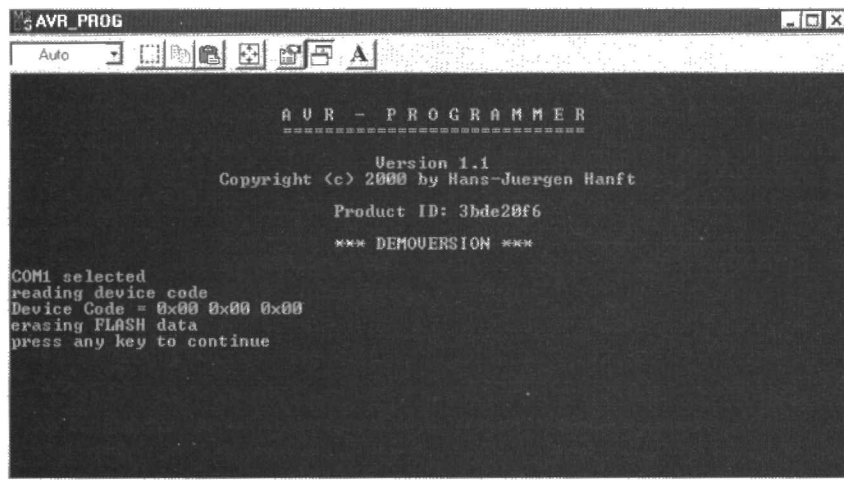 AVR_PROG
Auto
A
A V R - P R O G R A M M E R
=============================
Version 1.1
Copyright (c) 2000 by Hans-Juergen Hanft
Product ID: 3bde20f6
*** DEMOVERSION ***
COM1 selected
reading device code
Device Code = 0x00 0x00 0x00
erasing FLASH data
press any key to continue